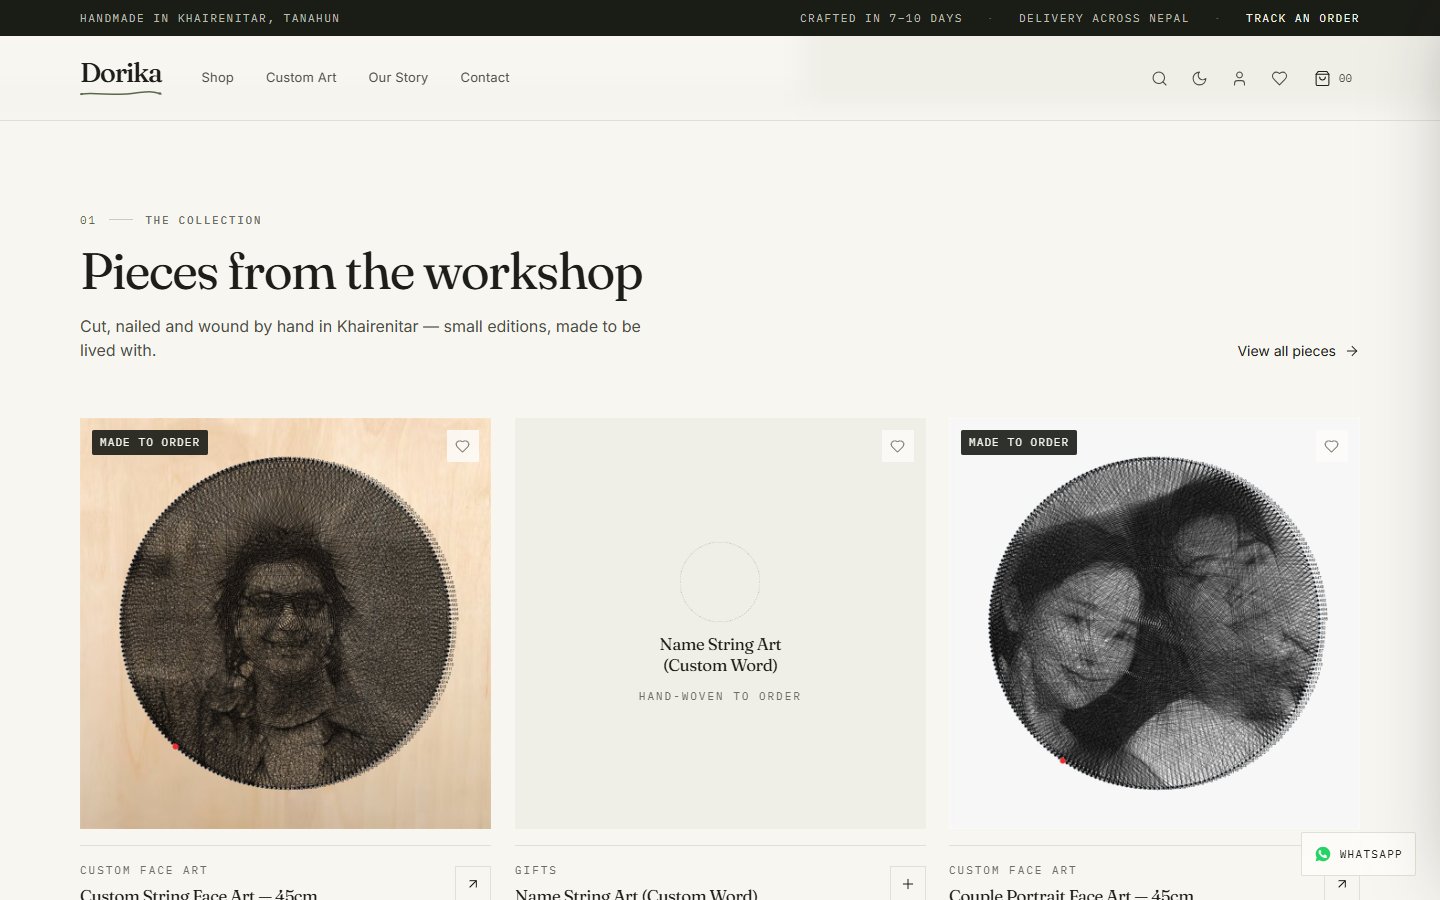 HANDMADE IN KHAIRENITAR, TANAHUN
CRAFTED IN 7–10 DAYS · DELIVERY ACROSS NEPAL · TRACK AN ORDER
Dorika
Shop Custom Art Our Story Contact
00
01 THE COLLECTION
Pieces from the workshop
Cut, nailed and wound by hand in Khairenitar — small editions, made to be
lived with.
View all pieces
MADE TO ORDER
Name String Art
(Custom Word)
HAND-WOVEN TO ORDER
MADE TO ORDER
CUSTOM FACE ART
Custom String Face Art — 45cm
GIFTS
Name String Art (Custom Word)
CUSTOM FACE ART
Couple Portrait Face Art — 45cm
WHATSAPP